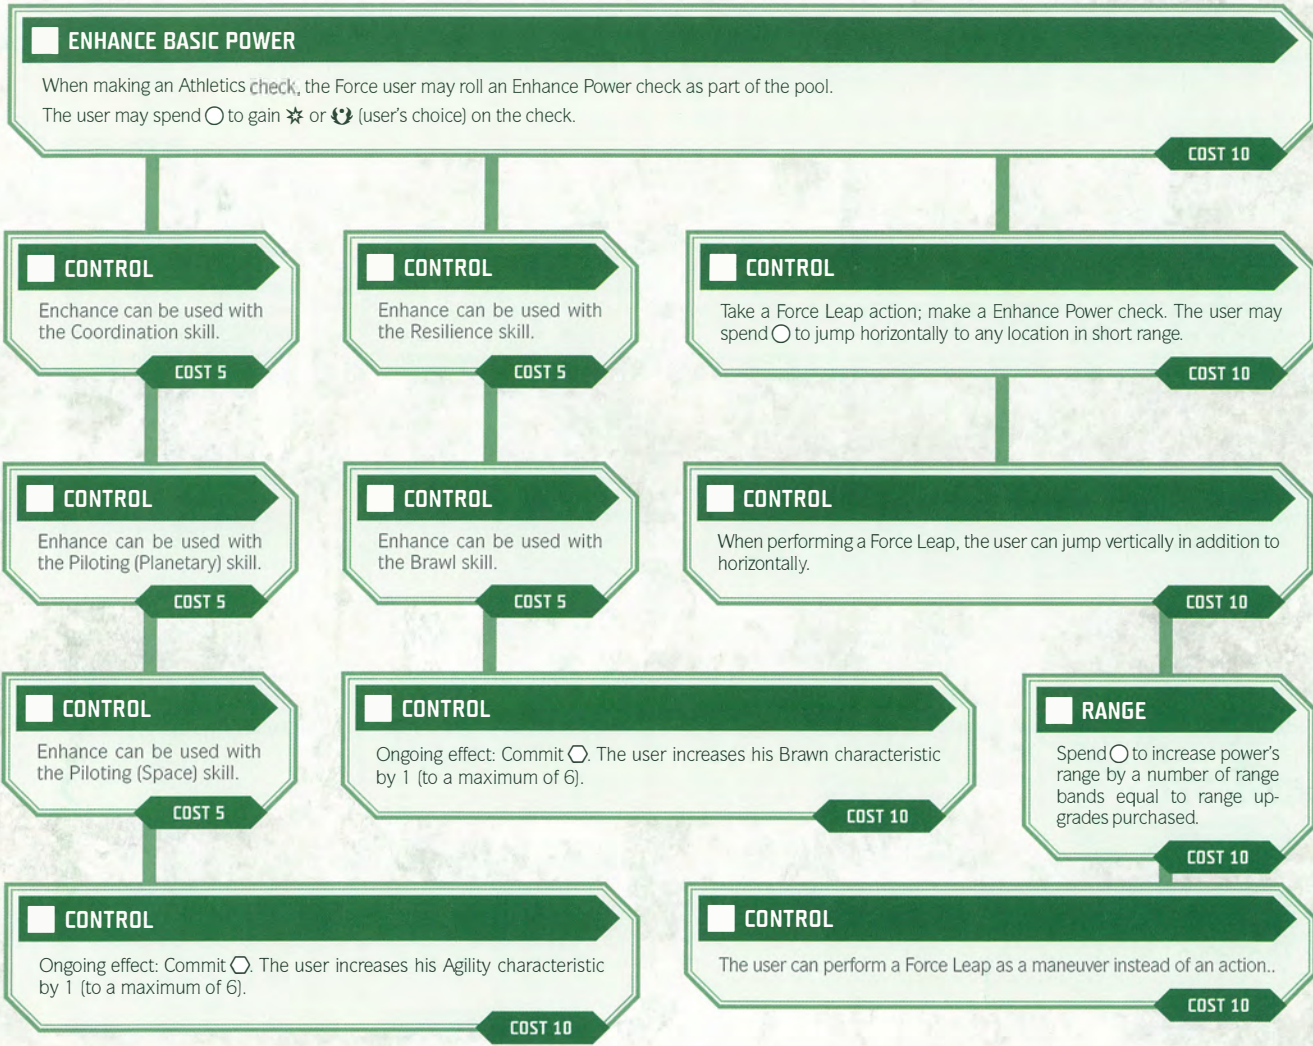 ENHANCE BASIC POWER
When making an Athletics check, the Force user may roll an Enhance Power check as part of the pool.
The user may spend to gain or (user's choice) on the check.
COST 10
CONTROL
Enchance can be used with
the Coordination skill.
COST 5
CONTROL
Enhance can be used with
the Resilience skill.
COST 5
CONTROL
Take a Force Leap action; make a Enhance Power check. The user may
spend to jump horizontally to any location in short range.
COST 10
CONTROL
Enhance can be used with
the Piloting (Planetary) skill.
COST 5
CONTROL
Enhance can be used with
the Brawl skill.
COST 5
CONTROL
When performing a Force Leap, the user can jump vertically in addition to
horizontally.
COST 10
CONTROL
Enhance can be used with
the Piloting (Space) skill.
COST 5
CONTROL
Ongoing effect: Commit . The user increases his Brawn characteristic
by 1 (to a maximum of 6).
COST 10
RANGE
Spend to increase power's
range by a number of range
bands equal to range up-
grades purchased.
COST 10
CONTROL
Ongoing effect: Commit . The user increases his Agility characteristic
by 1 (to a maximum of 6).
COST 10
CONTROL
The user can perform a Force Leap as a maneuver instead of an action..
COST 10